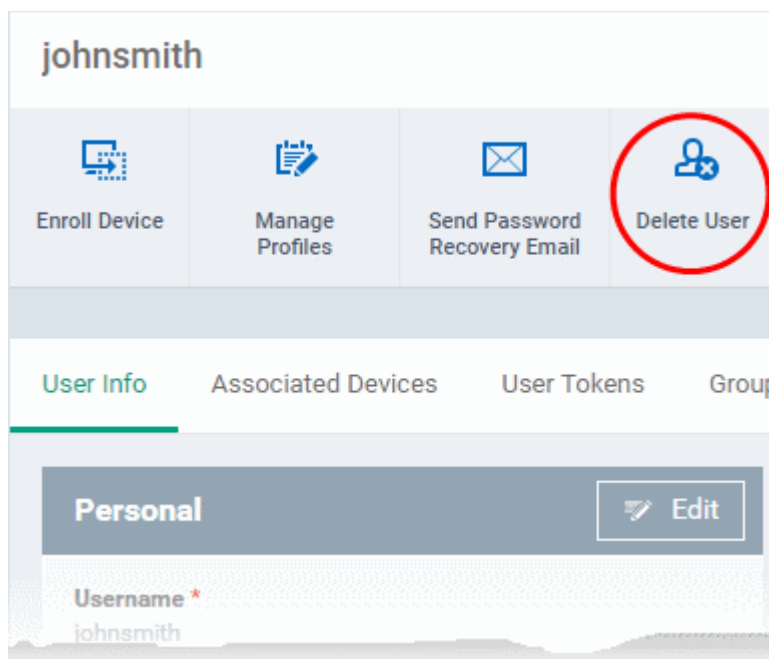 johnsmith
Enroll Device
Manage
Profiles
Send Password
Recovery Email
Delete User
User Info
Associated Devices
User Tokens
Group
Personal
Edit
Username *
johnsmith